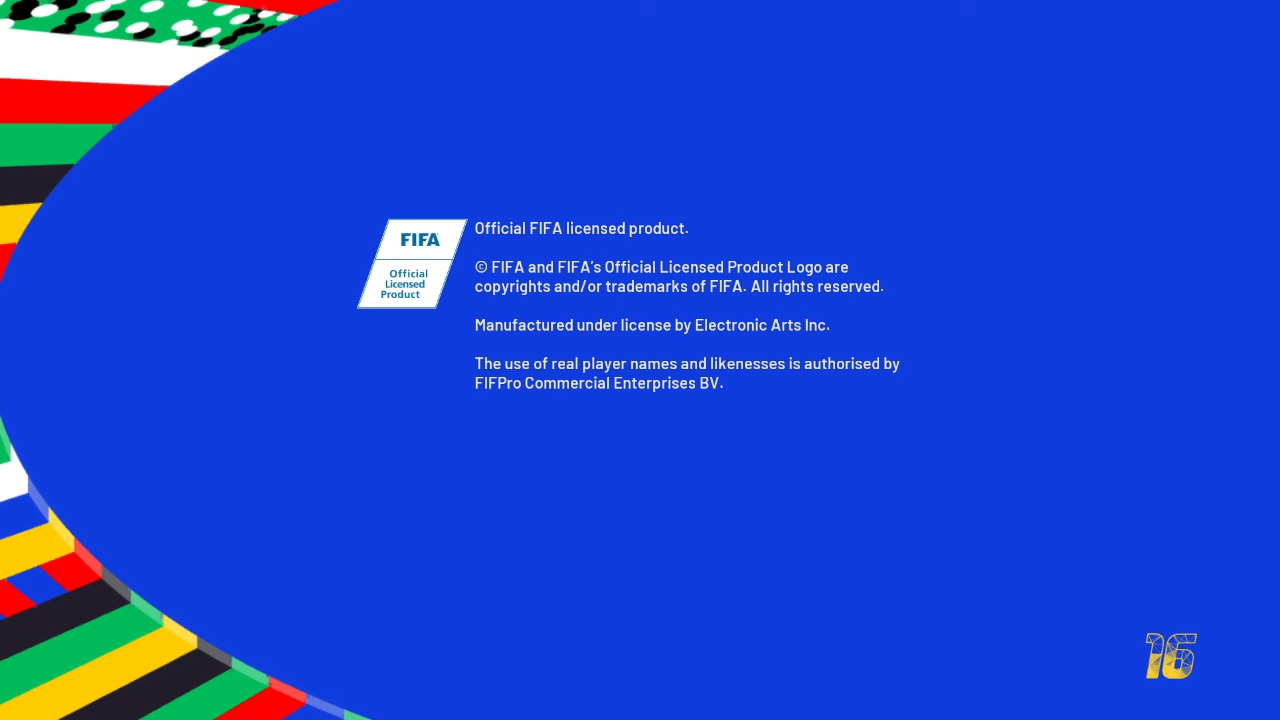 FIFA
Official
Licensed
Product
Official FIFA licensed product.
© FIFA and FIFA's Official Licensed Product Logo are
copyrights and/or trademarks of FIFA. All rights reserved.
Manufactured under license by Electronic Arts Inc.
The use of real player names and likenesses is authorised by
FIFPro Commercial Enterprises BV.
16